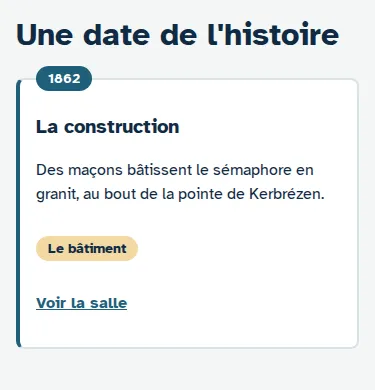 Une date de l'histoire
1862
La construction
Des maçons bâtissent le sémaphore en
granit, au bout de la pointe de Kerbrézen.
Le bâtiment
Voir la salle